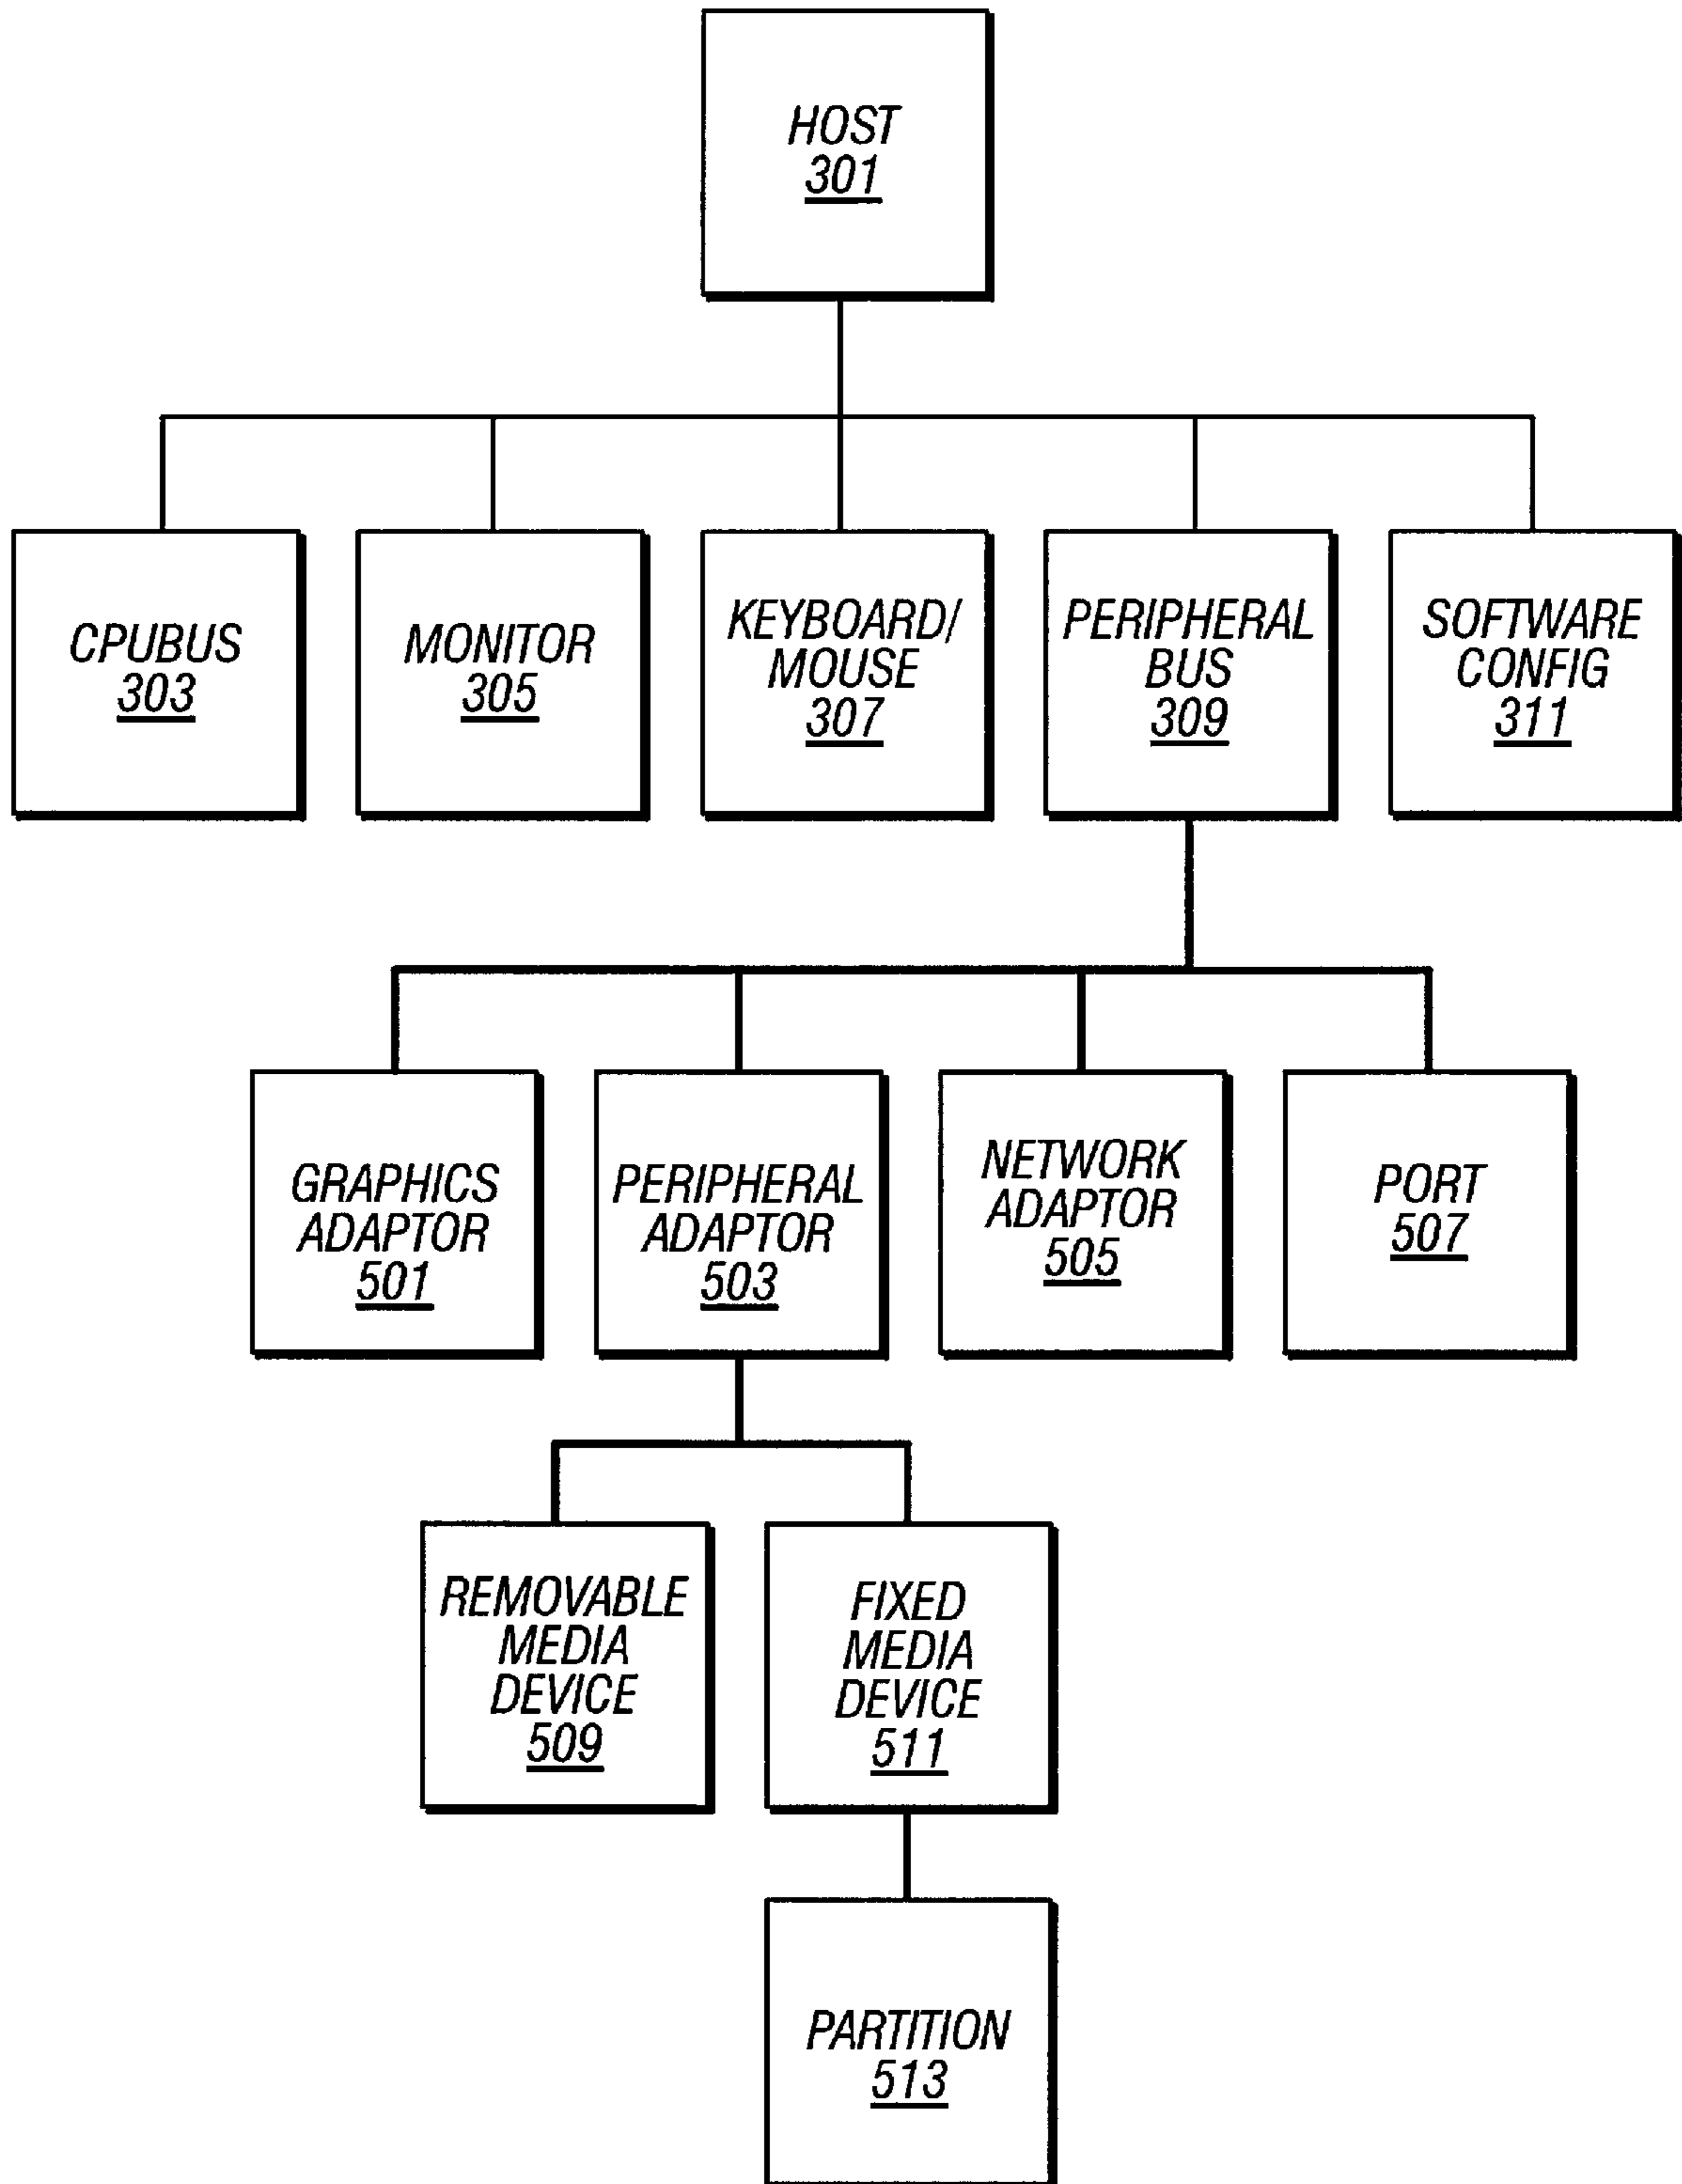 HOST
301
CPUBUS
303
MONITOR
305
KEYBOARD/
MOUSE
307
PERIPHERAL
BUS
309
SOFTWARE
CONFIG
311
GRAPHICS
ADAPTOR
501
PERIPHERAL
ADAPTOR
503
NETWORK
ADAPTOR
505
PORT
507
REMOVABLE
MEDIA
DEVICE
509
FIXED
MEDIA
DEVICE
511
PARTITION
513